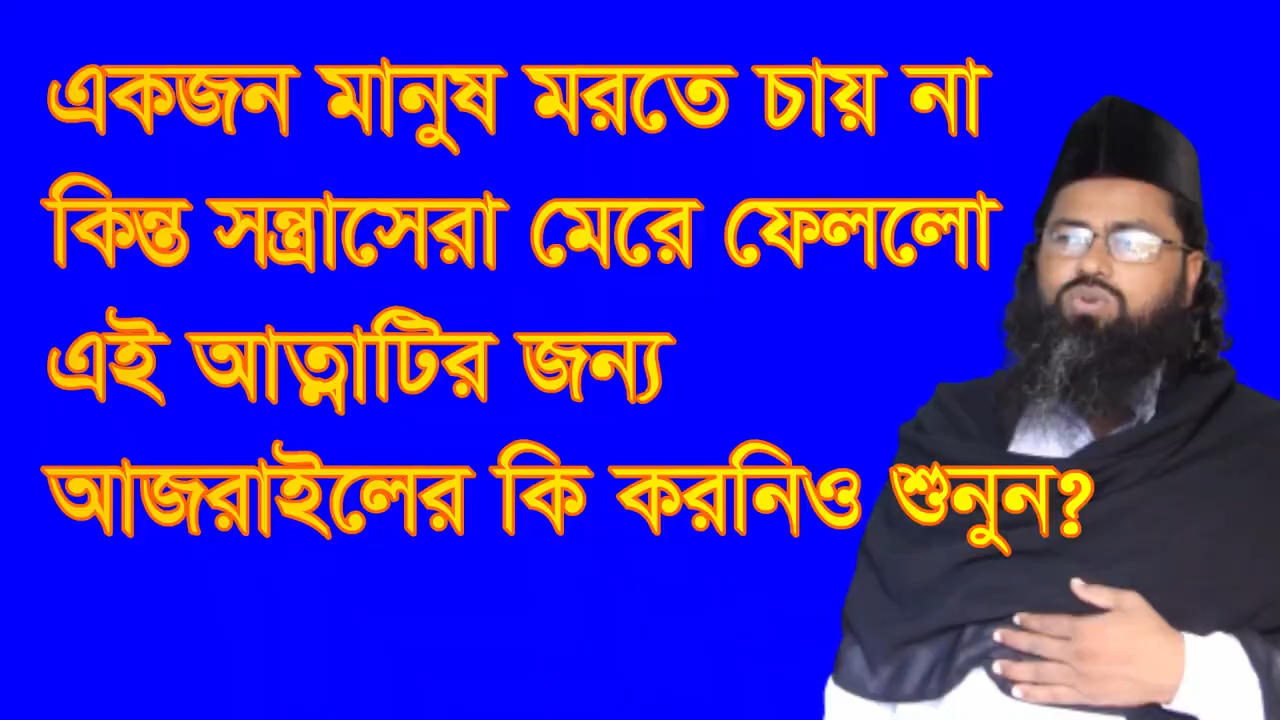 একজন মানুষ মরতে চায় না
কিন্ত সন্ত্রাসেরা মেরে ফেললো
এই আত্নাটির জন্য
আজরাইলের কি করনিও শুনুন?